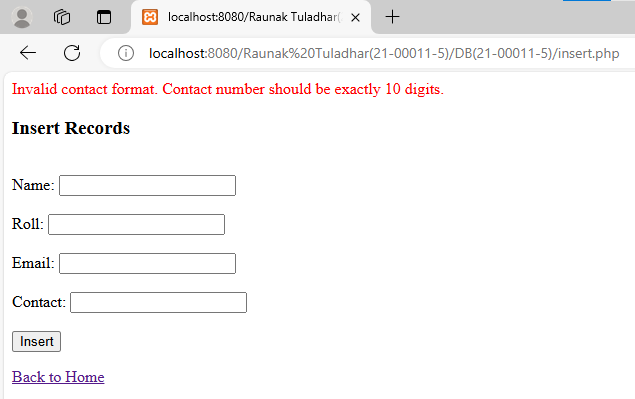 localhost:8080/Raunak Tuladhar(
localhost:8080/Raunak%20Tuladhar(21-00011-5)/DB(21-00011-5)/insert.php
Invalid contact format. Contact number should be exactly 10 digits.
Insert Records
Name:
Roll:
Email:
Contact:
Insert
Back to Home